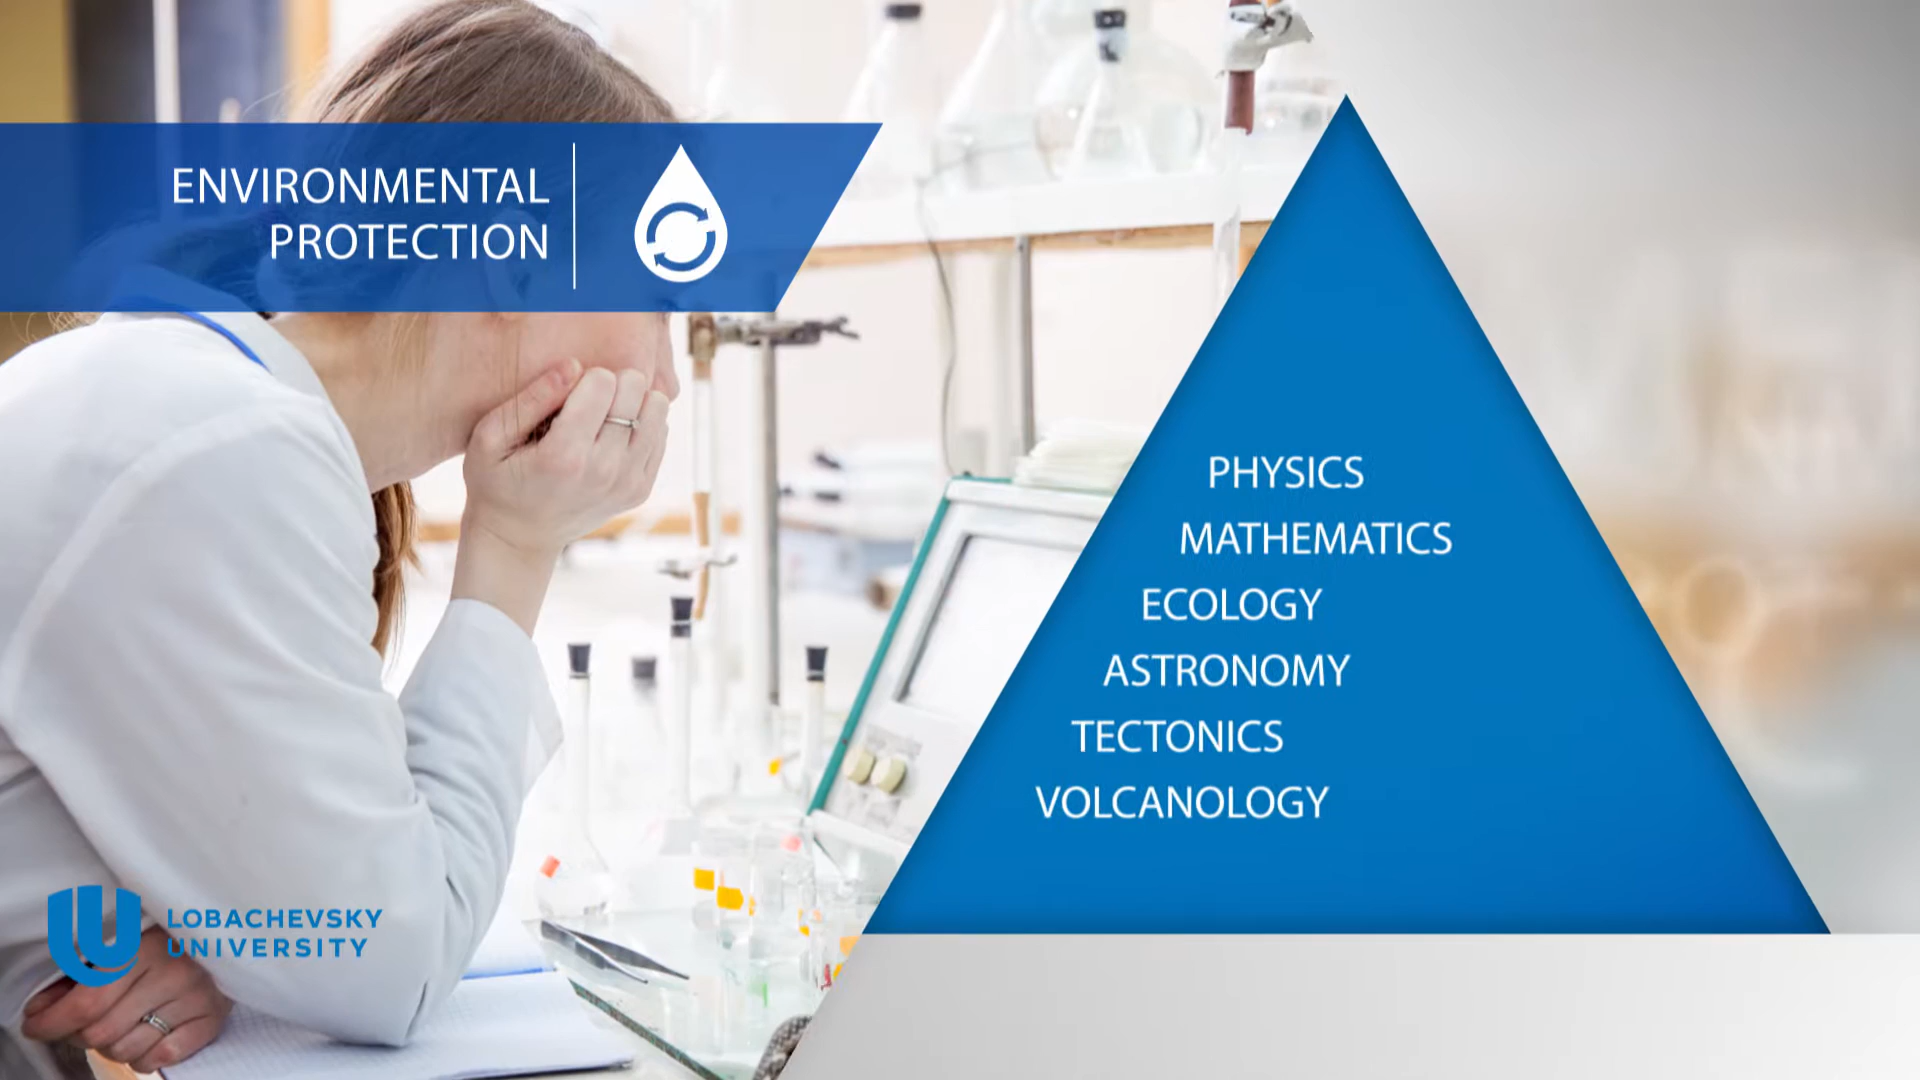 ENVIRONMENTAL
PROTECTION
PHYSICS
MATHEMATICS
ECOLOGY
ASTRONOMY
TECTONICS
VOLCANOLOGY
LOBACHEVSKY
UNIVERSITY